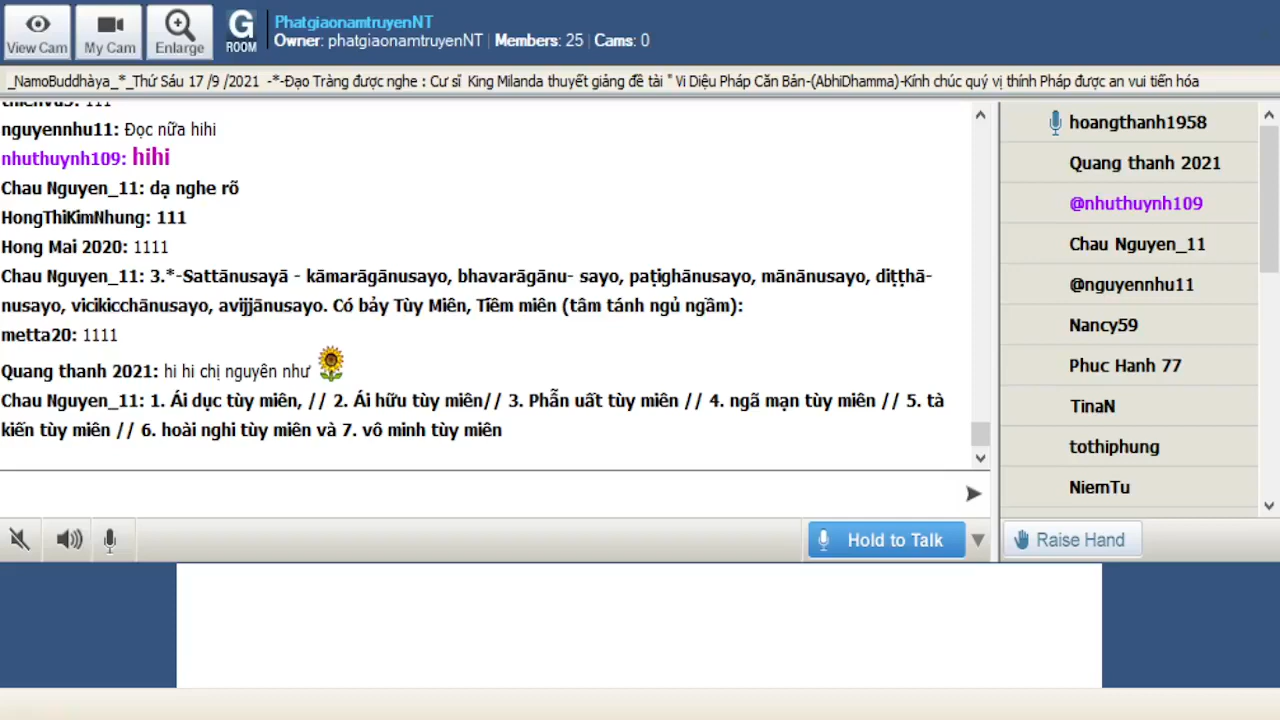 PhatgiaonamtruyenNT
View Cam
My Cam
Enlarge
G
ROOM
Owner: phatgiaonamtruyenNT | Members: 25 | Cams: 0
_NamoBuddhàya_*_Thứ Sáu 17 /9 /2021 -*-Đạo Tràng được nghe : Cư sĩ King Milanda thuyết giảng đề tài " Vi Diệu Pháp Căn Bản-(AbhiDhamma)-Kính chúc quý vị thính Pháp được an vui tiến hóa
nguyennhu11: Đọc nữa hihi
nhuthuynh109: hihi
Chau Nguyen_11: dạ nghe rõ
HongThiKimNhung: 111
Hong Mai 2020: 1111
Chau Nguyen_11: 3.*-Sattānusayā - kāmarāgānusayo, bhavarāgānu- sayo, paṭighānusayo, mānānusayo, diṭṭhā-
nusayo, vicikicchānusayo, avijjānusayo. Có bảy Tùy Miên, Tiềm miên (tâm tánh ngủ ngầm):
metta20: 1111
Quang thanh 2021: hi hi chị nguyên như
Chau Nguyen_11: 1. Ái dục tùy miên, // 2. Ái hữu tùy miên// 3. Phẫn uất tùy miên // 4. ngã mạn tùy miên // 5. tà
kiến tùy miên // 6. hoài nghi tùy miên và 7. vô minh tùy miên
hoangthanh1958
Quang thanh 2021
@nhuthuynh109
Chau Nguyen_11
@nguyennhu11
Nancy59
Phuc Hanh 77
TinaN
tothiphung
NiemTu
Hold to Talk
Raise Hand